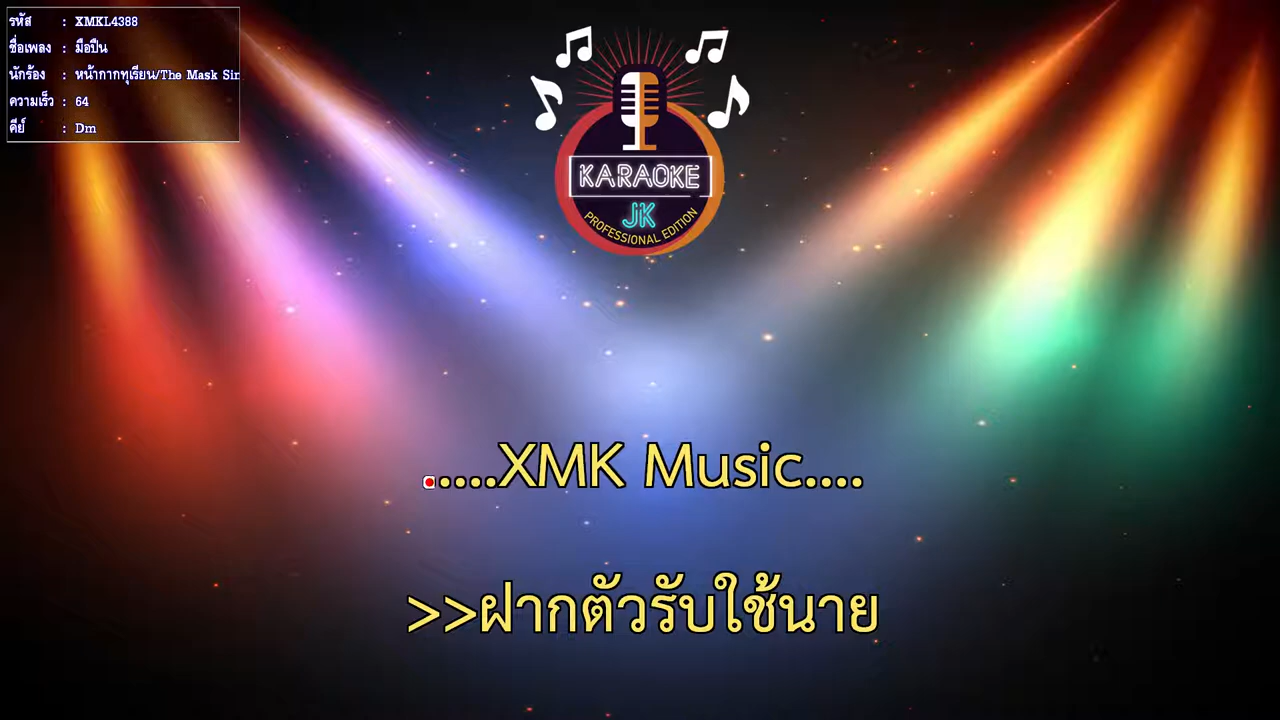 รหัส : XMKL4388
ชื่อเพลง : มือปืน
นักร้อง : หน้ากากทุเรียน/The Mask Sin
ความเร็ว : 64
คีย์ : Dm
KARAOKE
JK
PROFESSIONAL EDITION
.....XMK Music....
>>ฝากตัวรับใช้นาย